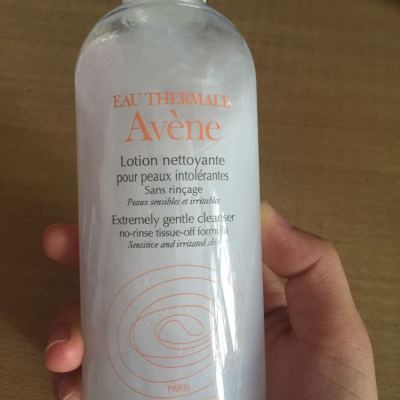 EAU THERMALE
Avène
Lotion nettoyante
pour peaux intolérantes
Sans rinçage
Peaux sensibles et irritables
Extremely gentle cleanser
no-rinse tissue-off formula
Sensitive and irritated skin
PARIS